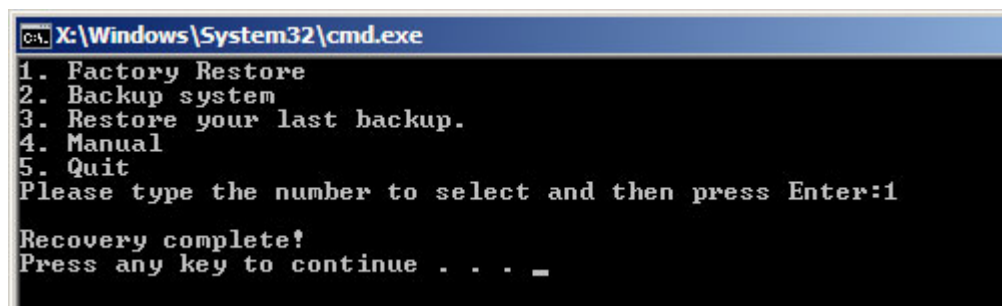 C:\. X:\Windows\System32\cmd.exe
1. Factory Restore
2. Backup system
3. Restore your last backup.
4. Manual
5. Quit
Please type the number to select and then press Enter:1
Recovery complete!
Press any key to continue . . . _